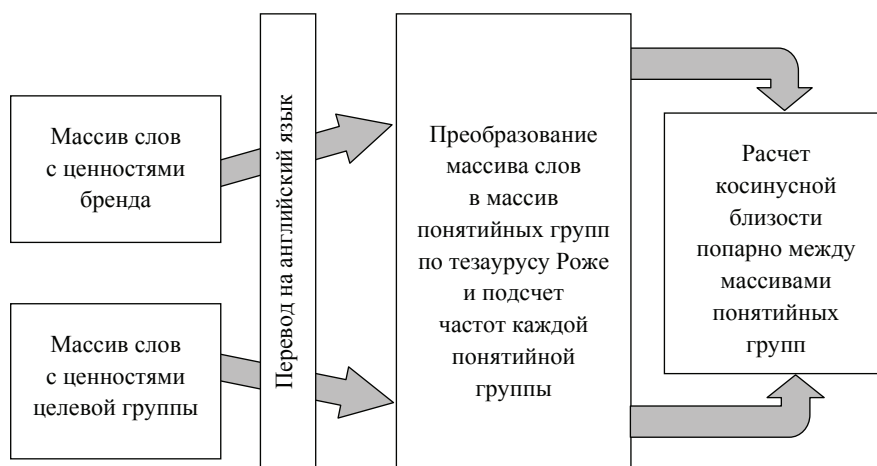 Массив слов
с ценностями
бренда
Массив слов
с ценностями
целевой группы
Перевод на английский язык
Преобразование
массива слов
в массив
понятийных групп
по тезаурусу Роже
и подсчет
частот каждой
понятийной
группы
Расчет
косинусной
близости
попарно между
массивами
понятийных
групп